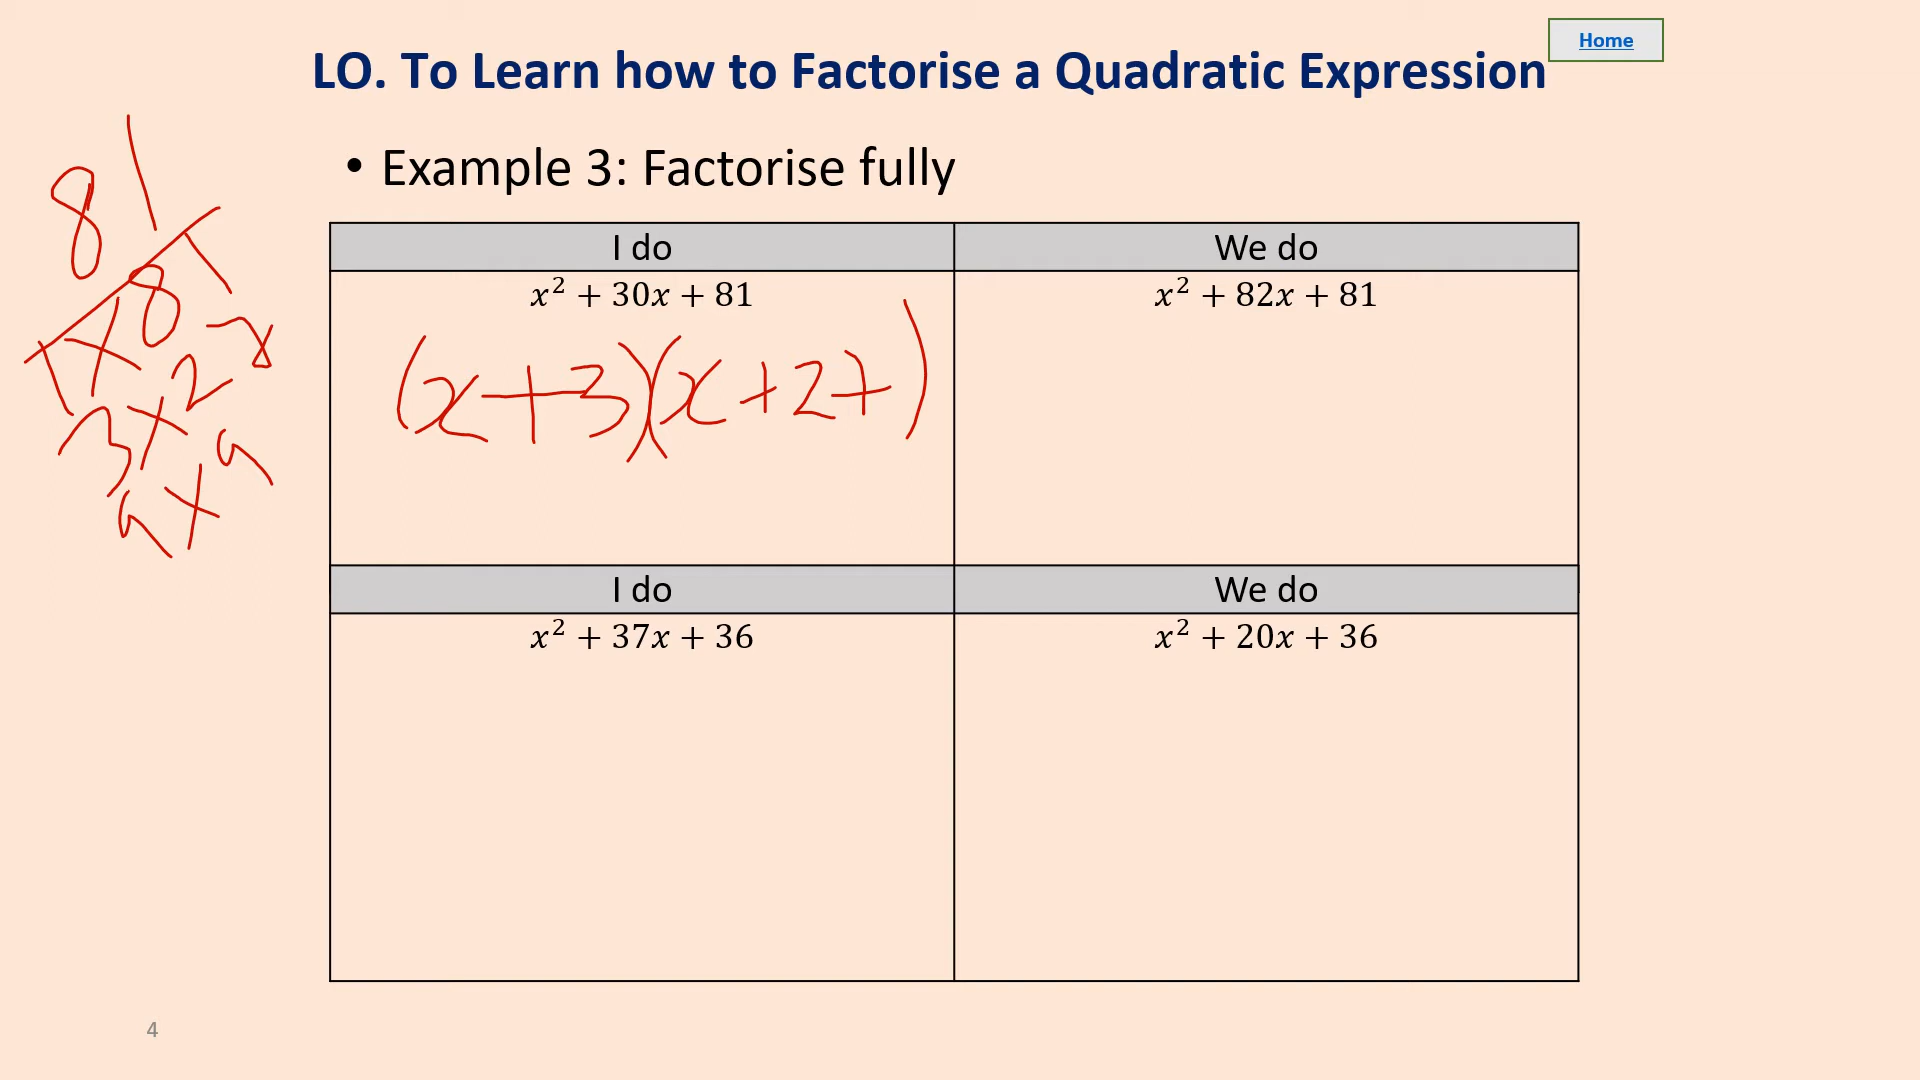 Home
LO. To Learn how to Factorise a Quadratic Expression
• Example 3: Factorise fully
81
1 × 81
3 × 27
9 × 9
I do
We do
x² + 30x + 81
x² + 82x + 81
(x+3)(x+27)
I do
We do
x² + 37x + 36
x² + 20x + 36
4